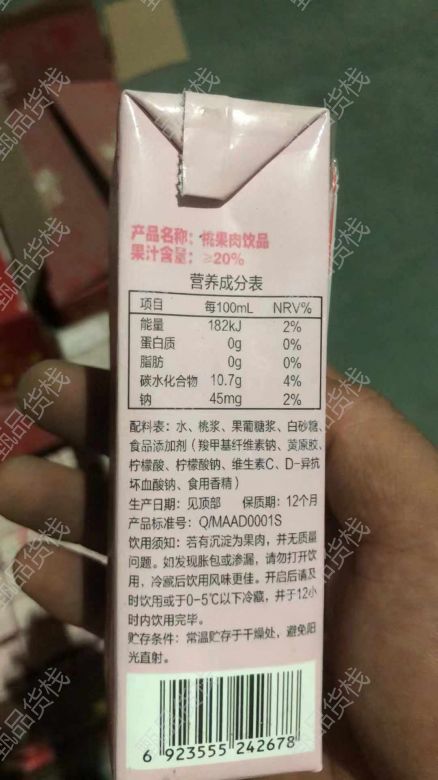 产品名称：桃果肉饮品
果汁含量：≥20%
营养成分表
项目 每100mL NRV%
能量 182kJ 2%
蛋白质 0g 0%
脂肪 0g 0%
碳水化合物 10.7g 4%
钠 45mg 2%
配料表：水、桃浆、果葡糖浆、白砂糖、
食品添加剂（羧甲基纤维素钠、黄原胶、
柠檬酸、柠檬酸钠、维生素C、D-异抗
坏血酸钠、食用香精）
生产日期：见顶部 保质期：12个月
产品标准号：Q/MAAD0001S
饮用须知：若有沉淀为果肉，并无质量
问题。如发现胀包或渗漏，请勿打开饮
用，冷藏后饮用风味更佳。开启后请及
时饮用或于0-5℃以下冷藏，并于12小
时内饮用完毕。
贮存条件：常温贮存于干燥处，避免阳
光直射。
6 923555 242678
甄品货栈